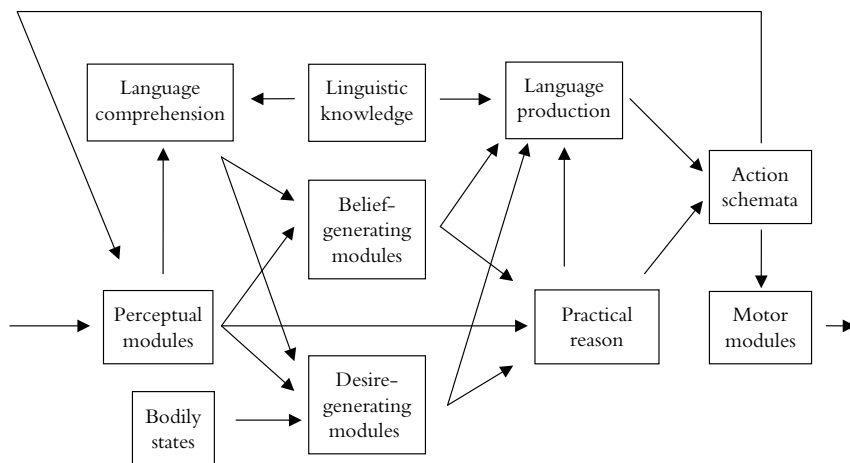 Language
comprehension
Linguistic
knowledge
Language
production
Action
schemata
Belief-
generating
modules
Perceptual
modules
Practical
reason
Motor
modules
Desire-
generating
modules
Bodily
states